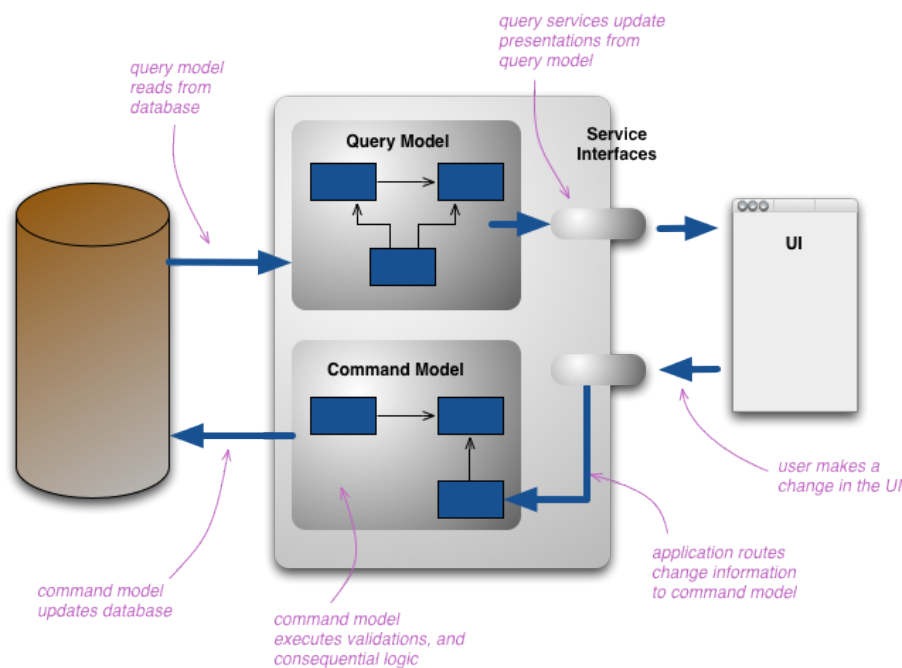 query services update
presentations from
query model
query model
reads from
database
Query Model
Service
Interfaces
UI
Command Model
user makes a
change in the UI
application routes
change information
to command model
command model
updates database
command model
executes validations, and
consequential logic